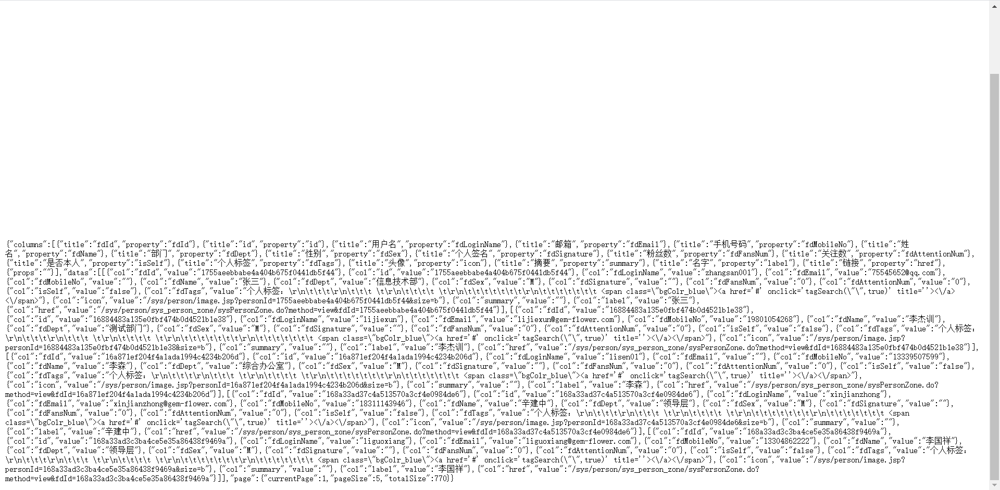 {"columns":[{"title":"fdId","property":"fdId"},{"title":"id","property":"id"},{"title":"用户名","property":"fdLoginName"},{"title":"邮箱","property":"fdEmail"},{"title":"手机号码","property":"fdMobileNo"},{"title":"姓
名","property":"fdName"},{"title":"部门","property":"fdDept"},{"title":"性别","property":"fdSex"},{"title":"个人签名","property":"fdSignature"},{"title":"粉丝数","property":"fdFansNum"},{"title":"关注数","property":"fdAttentionNum"},
{"title":"是否本人","property":"isSelf"},{"title":"个人标签","property":"fdTags"},{"title":"头像","property":"icon"},{"title":"摘要","property":"summary"},{"title":"名字","property":"label"},{"title":"链接","property":"href"},
{"props":""}],"datas":[[{"col":"fdId","value":"1755aeebbabe4a404b675f0441db5f44"},{"col":"id","value":"1755aeebbabe4a404b675f0441db5f44"},{"col":"fdLoginName","value":"zhangsan001"},{"col":"fdEmail","value":"75545652@qq.com"},
{"col":"fdMobileNo","value":""},{"col":"fdName","value":"张三"},{"col":"fdDept","value":"信息技术部"},{"col":"fdSex","value":"M"},{"col":"fdSignature","value":""},{"col":"fdFansNum","value":"0"},{"col":"fdAttentionNum","value":"0"},
{"col":"isSelf","value":"false"},{"col":"fdTags","value":"个人标签：\r\n\t\t\t\r\n\t\t\t \t\r\n\t\t\t\t \t\r\n\t\t\t\t\t\t\r\n\t\t\t\t\t\t\t <span class=\"bgColr_blue\"><a href='#' onclick='tagSearch(\"\",true)' title=''><\/a>
<\/span>"},{"col":"icon","value":"/sys/person/image.jsp?personId=1755aeebbabe4a404b675f0441db5f44&size=b"},{"col":"summary","value":""},{"col":"label","value":"张三"},
{"col":"href","value":"/sys/person/sys_person_zone/sysPersonZone.do?method=view&fdId=1755aeebbabe4a404b675f0441db5f44"}],[{"col":"fdId","value":"16884483a135e0fbf474b0d4521b1e38"},
{"col":"id","value":"16884483a135e0fbf474b0d4521b1e38"},{"col":"fdLoginName","value":"lijiexun"},{"col":"fdEmail","value":"lijiexun@gem-flower.com"},{"col":"fdMobileNo","value":"19801054268"},{"col":"fdName","value":"李杰训"},
{"col":"fdDept","value":"测试部门"},{"col":"fdSex","value":"M"},{"col":"fdSignature","value":""},{"col":"fdFansNum","value":"0"},{"col":"fdAttentionNum","value":"0"},{"col":"isSelf","value":"false"},{"col":"fdTags","value":"个人标签：
\r\n\t\t\t\t\r\n\t\t\t \t\r\n\t\t\t\t \t\r\n\t\t\t\t\t\t\r\n\t\t\t\t\t\t\t <span class=\"bgColr_blue\"><a href='#' onclick='tagSearch(\"\",true)' title=''><\/a><\/span>"},{"col":"icon","value":"/sys/person/image.jsp?
personId=16884483a135e0fbf474b0d4521b1e38&size=b"},{"col":"summary","value":""},{"col":"label","value":"李杰训"},{"col":"href","value":"/sys/person/sys_person_zone/sysPersonZone.do?method=view&fdId=16884483a135e0fbf474b0d4521b1e38"}],
[{"col":"fdId","value":"16a871ef204f4a1ada1994c4234b206d"},{"col":"id","value":"16a871ef204f4a1ada1994c4234b206d"},{"col":"fdLoginName","value":"lisen01"},{"col":"fdEmail","value":""},{"col":"fdMobileNo","value":"13339507599"},
{"col":"fdName","value":"李森"},{"col":"fdDept","value":"综合办公室"},{"col":"fdSex","value":"M"},{"col":"fdSignature","value":""},{"col":"fdFansNum","value":"0"},{"col":"fdAttentionNum","value":"0"},{"col":"isSelf","value":"false"},
{"col":"fdTags","value":"个人标签：\r\n\t\t\t\t\r\n\t\t\t \t\r\n\t\t\t\t \t\r\n\t\t\t\t\t\t\r\n\t\t\t\t\t\t\t <span class=\"bgColr_blue\"><a href='#' onclick='tagSearch(\"\",true)' title=''><\/a><\/span>"},
{"col":"icon","value":"/sys/person/image.jsp?personId=16a871ef204f4a1ada1994c4234b206d&size=b"},{"col":"summary","value":""},{"col":"label","value":"李森"},{"col":"href","value":"/sys/person/sys_person_zone/sysPersonZone.do?
method=view&fdId=16a871ef204f4a1ada1994c4234b206d"}],[{"col":"fdId","value":"168a33ad37c4a513570a3cf4e0984de6"},{"col":"id","value":"168a33ad37c4a513570a3cf4e0984de6"},{"col":"fdLoginName","value":"xinjianzhong"},
{"col":"fdEmail","value":"xinjianzhong@gem-flower.com"},{"col":"fdMobileNo","value":"18311143946"},{"col":"fdName","value":"辛建中"},{"col":"fdDept","value":"领导层"},{"col":"fdSex","value":"M"},{"col":"fdSignature","value":""},
{"col":"fdFansNum","value":"0"},{"col":"fdAttentionNum","value":"0"},{"col":"isSelf","value":"false"},{"col":"fdTags","value":"个人标签：\r\n\t\t\t\t\r\n\t\t\t \t\r\n\t\t\t\t \t\r\n\t\t\t\t\t\t\r\n\t\t\t\t\t\t\t <span
class=\"bgColr_blue\"><a href='#' onclick='tagSearch(\"\",true)' title=''><\/a><\/span>"},{"col":"icon","value":"/sys/person/image.jsp?personId=168a33ad37c4a513570a3cf4e0984de6&size=b"},{"col":"summary","value":""},
{"col":"label","value":"辛建中"},{"col":"href","value":"/sys/person/sys_person_zone/sysPersonZone.do?method=view&fdId=168a33ad37c4a513570a3cf4e0984de6"}],[{"col":"fdId","value":"168a33ad3c3ba4ce5e35a86438f9469a"},
{"col":"id","value":"168a33ad3c3ba4ce5e35a86438f9469a"},{"col":"fdLoginName","value":"liguoxiang"},{"col":"fdEmail","value":"liguoxiang@gem-flower.com"},{"col":"fdMobileNo","value":"13304862222"},{"col":"fdName","value":"李国祥"},
{"col":"fdDept","value":"领导层"},{"col":"fdSex","value":"M"},{"col":"fdSignature","value":""},{"col":"fdFansNum","value":"0"},{"col":"fdAttentionNum","value":"0"},{"col":"isSelf","value":"false"},{"col":"fdTags","value":"个人标签：
\r\n\t\t\t\t\r\n\t\t\t \t\r\n\t\t\t\t \t\r\n\t\t\t\t\t\t\r\n\t\t\t\t\t\t\t <span class=\"bgColr_blue\"><a href='#' onclick='tagSearch(\"\",true)' title=''><\/a><\/span>"},{"col":"icon","value":"/sys/person/image.jsp?
personId=168a33ad3c3ba4ce5e35a86438f9469a&size=b"},{"col":"summary","value":""},{"col":"label","value":"李国祥"},{"col":"href","value":"/sys/person/sys_person_zone/sysPersonZone.do?
method=view&fdId=168a33ad3c3ba4ce5e35a86438f9469a"}]],"page":{"currentPage":1,"pageSize":5,"totalSize":770}}